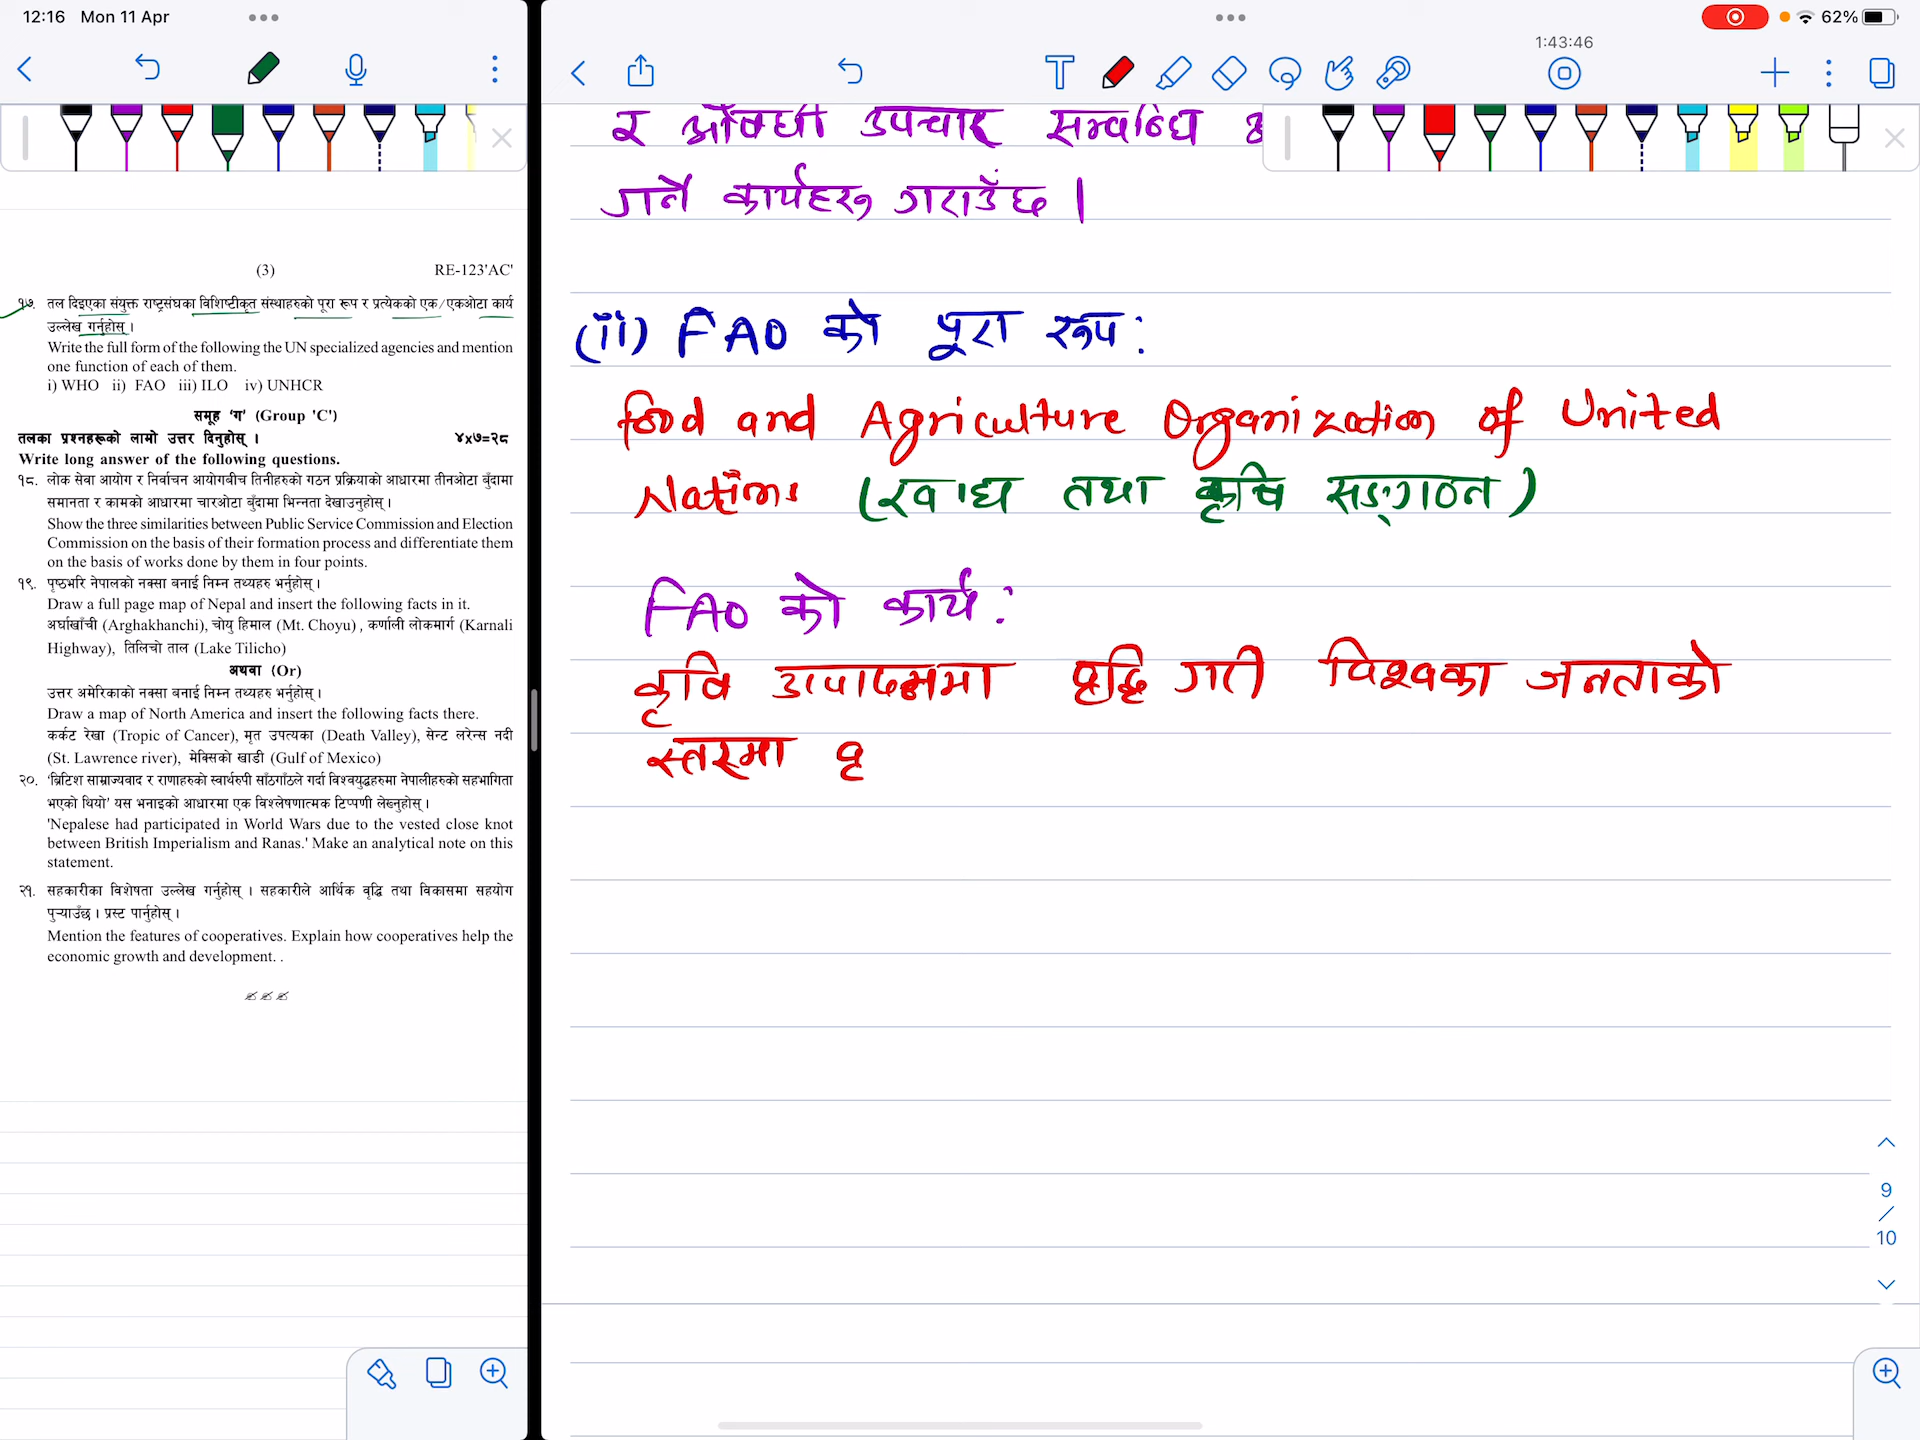 12:16 Mon 11 Apr
62%
1:43:46
(3) RE-123'AC'
१७. तल दिइएका संयुक्त राष्ट्रसंघका विशिष्टीकृत संस्थाहरुको पूरा रूप र प्रत्येकको एक/एकओटा कार्य
उल्लेख गर्नुहोस् ।
Write the full form of the following the UN specialized agencies and mention
one function of each of them.
i) WHO ii) FAO iii) ILO iv) UNHCR
समूह 'ग' (Group 'C')
तलका प्रश्नहरूको लामो उत्तर दिनुहोस् । ४x७=२८
Write long answer of the following questions.
१८. लोक सेवा आयोग र निर्वाचन आयोगबीच तिनीहरुको गठन प्रक्रियाको आधारमा तीनओटा बुँदामा
समानता र कामको आधारमा चारओटा बुँदामा भिन्नता देखाउनुहोस् ।
Show the three similarities between Public Service Commission and Election
Commission on the basis of their formation process and differentiate them
on the basis of works done by them in four points.
१९. पृष्ठभरि नेपालको नक्सा बनाई निम्न तथ्यहरु भर्नुहोस् ।
Draw a full page map of Nepal and insert the following facts in it.
अर्घाखाँची (Arghakhanchi), चोयु हिमाल (Mt. Choyu) , कर्णाली लोकमार्ग (Karnali
Highway), तिलिचो ताल (Lake Tilicho)
अथवा (Or)
उत्तर अमेरिकाको नक्सा बनाई निम्न तथ्यहरु भर्नुहोस् ।
Draw a map of North America and insert the following facts there.
कर्कट रेखा (Tropic of Cancer), मृत उपत्यका (Death Valley), सेन्ट लरेन्स नदी
(St. Lawrence river), मेक्सिको खाडी (Gulf of Mexico)
२०. 'ब्रिटिश साम्राज्यवाद र राणाहरुको स्वार्थरुपी साँठगाँठले गर्दा विश्वयुद्धहरुमा नेपालीहरुको सहभागिता
भएको थियो' यस भनाइको आधारमा एक विश्लेषणात्मक टिप्पणी लेख्नुहोस् ।
'Nepalese had participated in World Wars due to the vested close knot
between British Imperialism and Ranas.' Make an analytical note on this
statement.
२१. सहकारीका विशेषता उल्लेख गर्नुहोस् । सहकारीले आर्थिक वृद्धि तथा विकासमा सहयोग
पुऱ्याउँछ । प्रस्ट पार्नुहोस् ।
Mention the features of cooperatives. Explain how cooperatives help the
economic growth and development. .
र औषधी उपचार सम्बन्धि
गर्ने कार्यहरू गराउँछ ।
(ii) FAO को पूरा रूप:
Food and Agriculture Organization of United
Nations (खाद्य तथा कृषि सङ्गठन)
FAO को कार्य:
कृषि उत्पादनमा वृद्धि गरी विश्वका जनताको
स्तरमा वृ
9
/
10